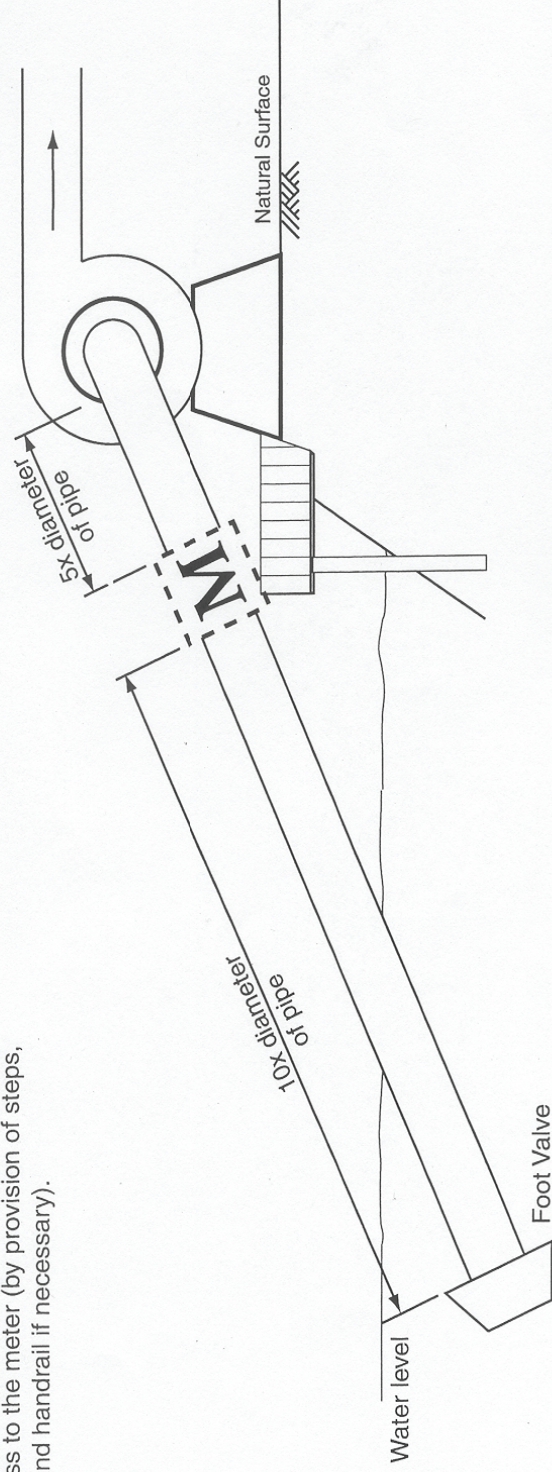 ss to the meter (by provision of steps,
nd handrail if necessary).
5x diameter
of pipe
M
Natural Surface
10x diameter
of pipe
Water level
Foot Valve